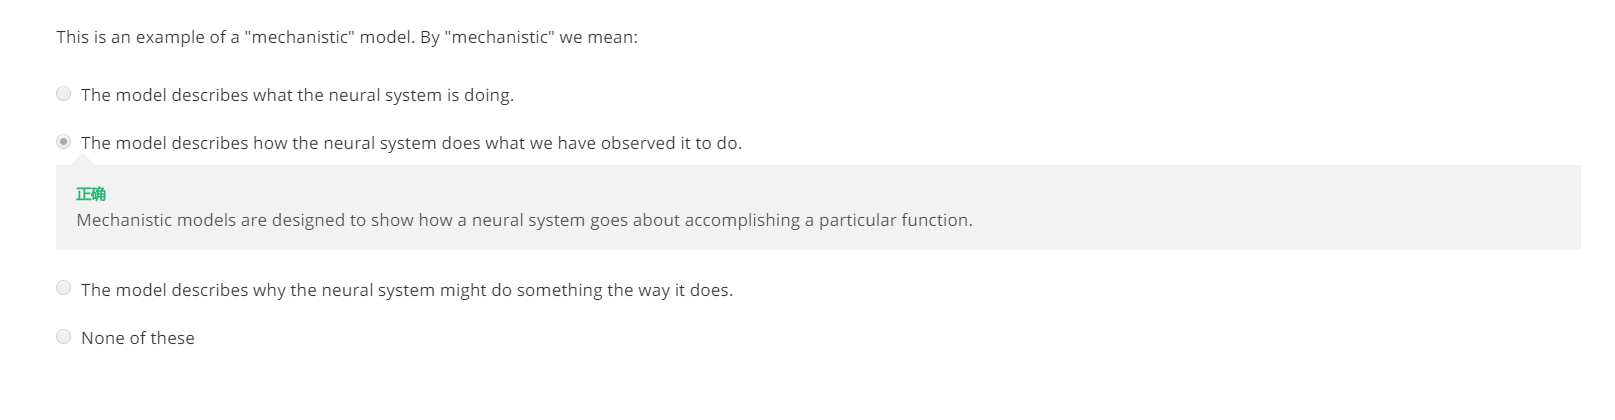 This is an example of a "mechanistic" model. By "mechanistic" we mean:
The model describes what the neural system is doing.
The model describes how the neural system does what we have observed it to do.
正确
Mechanistic models are designed to show how a neural system goes about accomplishing a particular function.
The model describes why the neural system might do something the way it does.
None of these